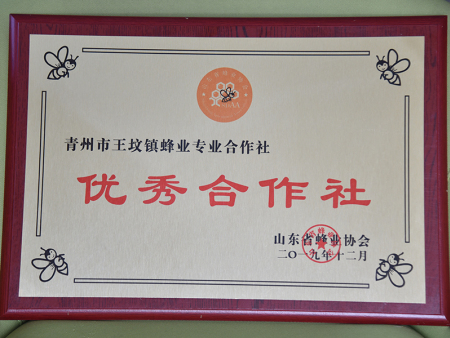 青州市王坟镇蜂业专业合作社
优秀合作社
山东省蜂业协会
二〇一九年十二月